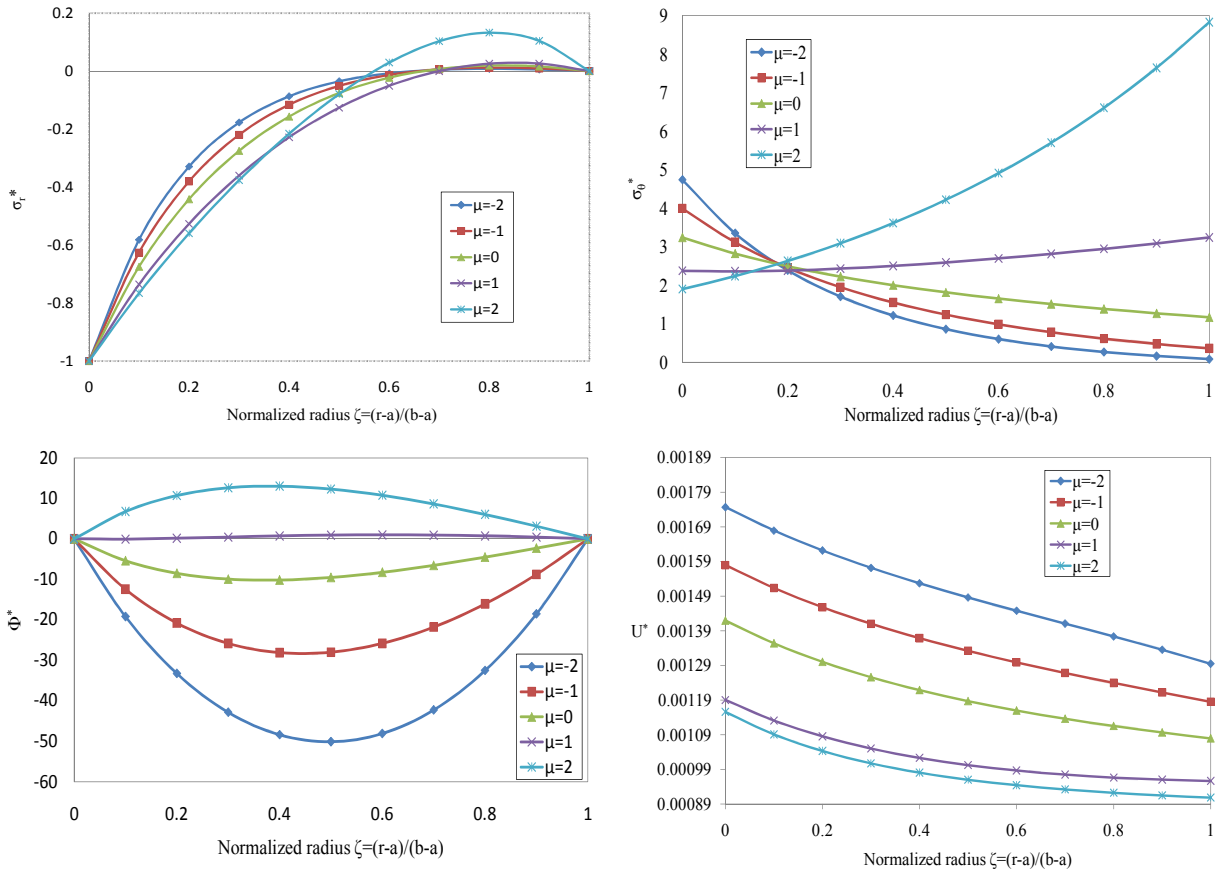 0.2
0
-0.2
-0.4
-0.6
-0.8
-1
σr*
μ=-2
μ=-1
μ=0
μ=1
μ=2
0 0.2 0.4 0.6 0.8 1
Normalized radius ζ=(r-a)/(b-a)
9
8
7
6
5
4
3
2
1
0
σθ*
μ=-2
μ=-1
μ=0
μ=1
μ=2
0 0.2 0.4 0.6 0.8 1
Normalized radius ζ=(r-a)/(b-a)
20
10
0
-10
-20
-30
-40
-50
-60
Φ*
μ=-2
μ=-1
μ=0
μ=1
μ=2
0 0.2 0.4 0.6 0.8 1
Normalized radius ζ=(r-a)/(b-a)
0.00189
0.00179
0.00169
0.00159
0.00149
0.00139
0.00129
0.00119
0.00109
0.00099
0.00089
U*
μ=-2
μ=-1
μ=0
μ=1
μ=2
0 0.2 0.4 0.6 0.8 1
Normalized radius ζ=(r-a)/(b-a)